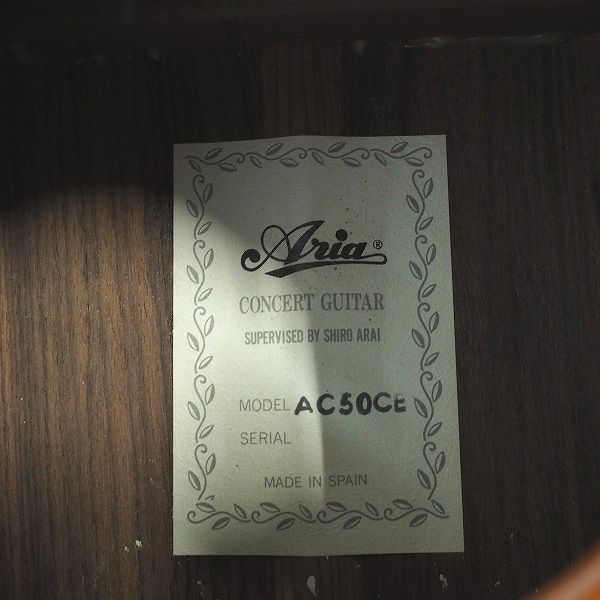 Aria®
CONCERT GUITAR
SUPERVISED BY SHIRO ARAI
MODEL AC50CE
SERIAL
MADE IN SPAIN